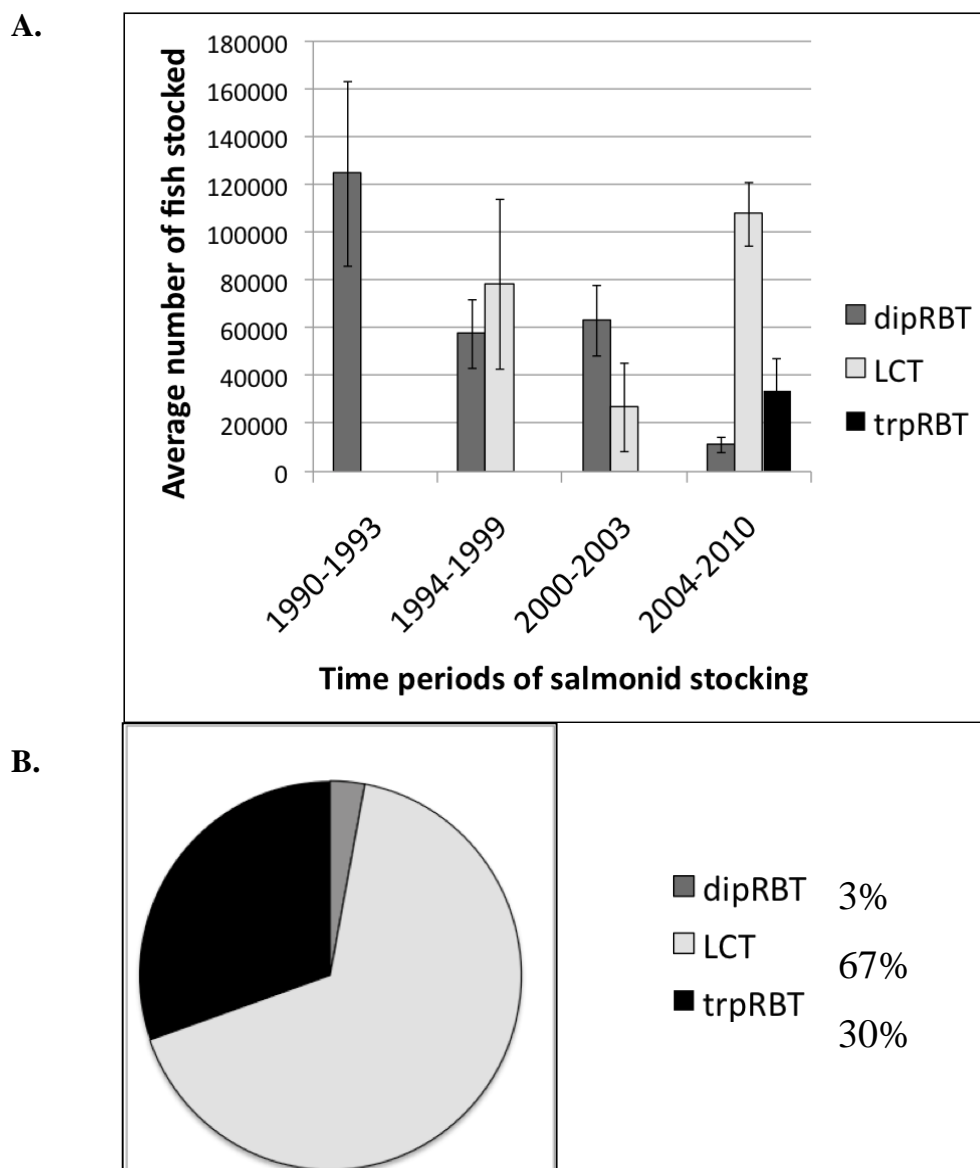 A.
Average number of fish stocked
180000
160000
140000
120000
100000
80000
60000
40000
20000
0
1990-1993
1994-1999
2000-2003
2004-2010
Time periods of salmonid stocking
dipRBT
LCT
trpRBT
B.
dipRBT 3%
LCT 67%
trpRBT 30%